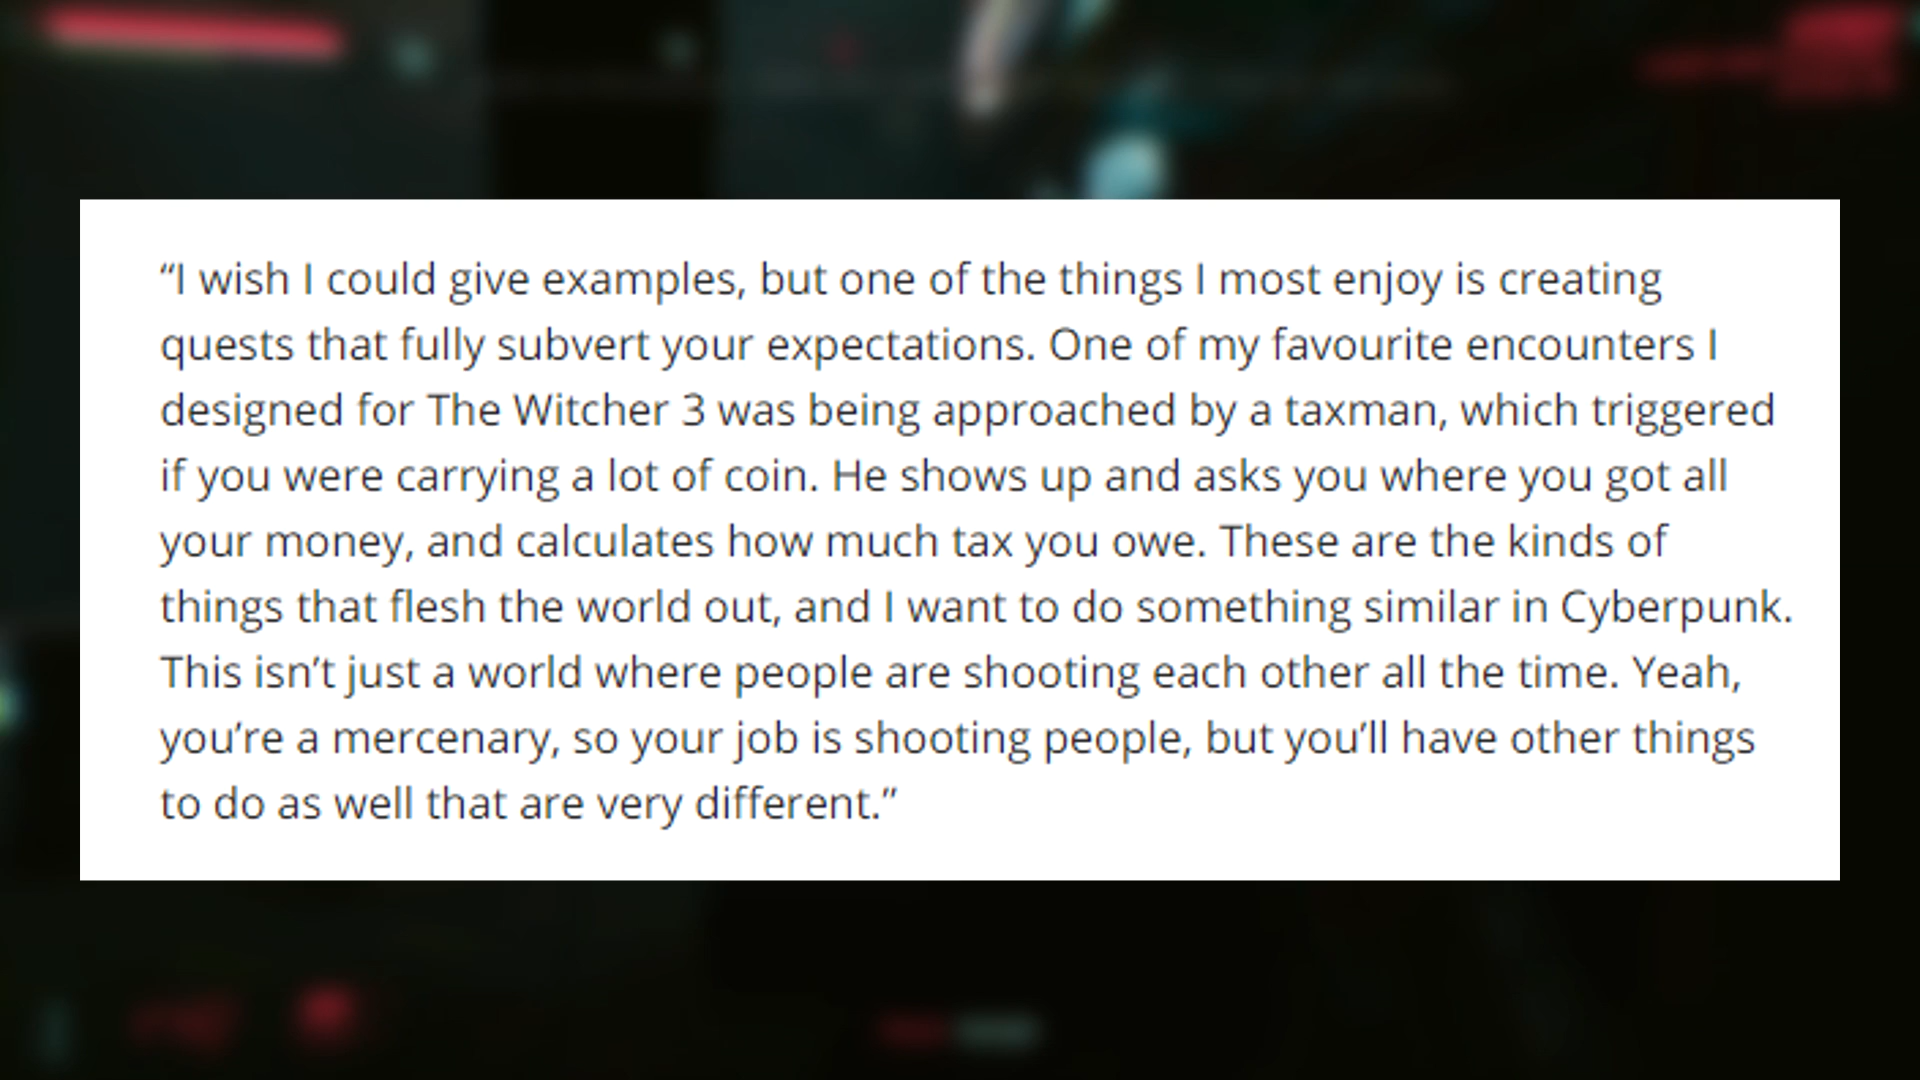 “I wish I could give examples, but one of the things I most enjoy is creating
quests that fully subvert your expectations. One of my favourite encounters I
designed for The Witcher 3 was being approached by a taxman, which triggered
if you were carrying a lot of coin. He shows up and asks you where you got all
your money, and calculates how much tax you owe. These are the kinds of
things that flesh the world out, and I want to do something similar in Cyberpunk.
This isn’t just a world where people are shooting each other all the time. Yeah,
you’re a mercenary, so your job is shooting people, but you’ll have other things
to do as well that are very different.”